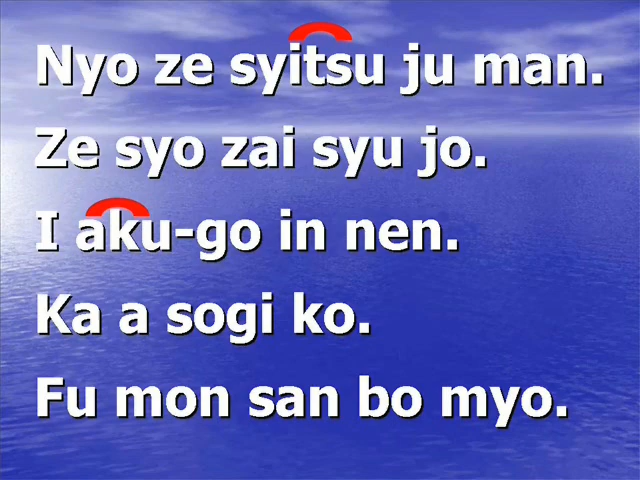 Nyo ze syitsu ju man.
Ze syo zai syu jo.
I aku-go in nen.
Ka a sogi ko.
Fu mon san bo myo.